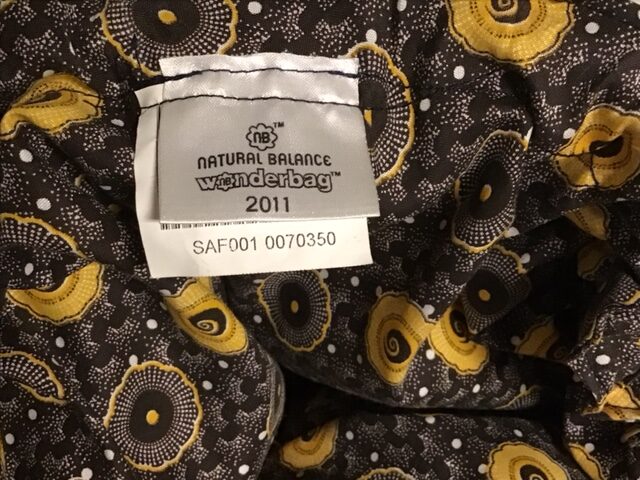 NB™
NATURAL BALANCE
wonderbag™
2011
SAF001 0070350